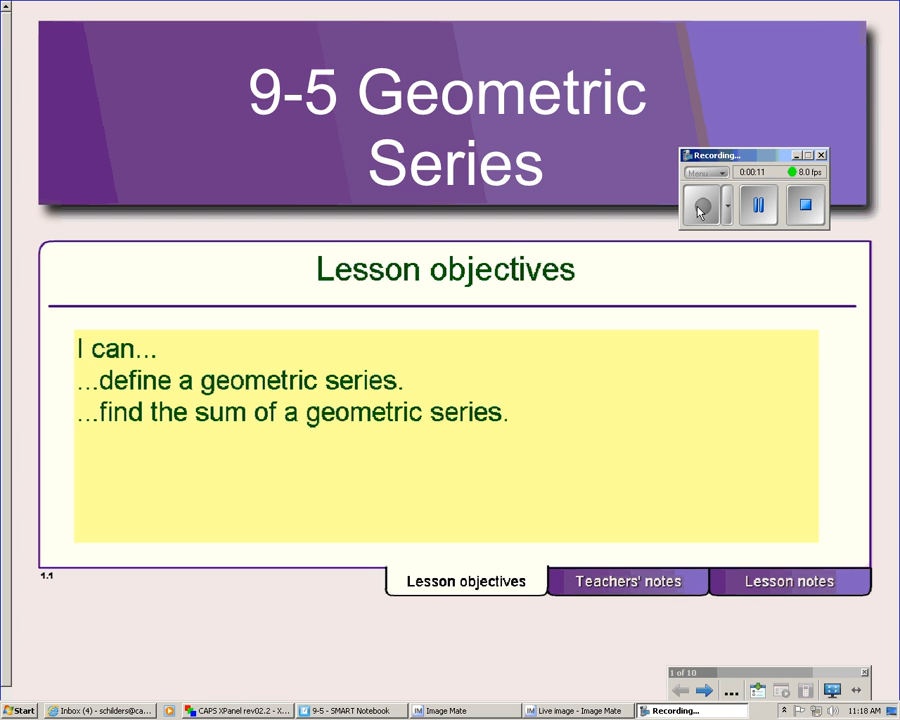 9-5 Geometric
Series
Recording...
Menu
0:00:11
8.0 fps
Lesson objectives
I can...
...define a geometric series.
...find the sum of a geometric series.
1.1
Lesson objectives
Teachers' notes
Lesson notes
1 of 10
...
Start
Inbox (4) - schilders@ca...
CAPS XPanel rev02.2 - X...
9-5 - SMART Notebook
Image Mate
Live image - Image Mate
Recording...
11:18 AM